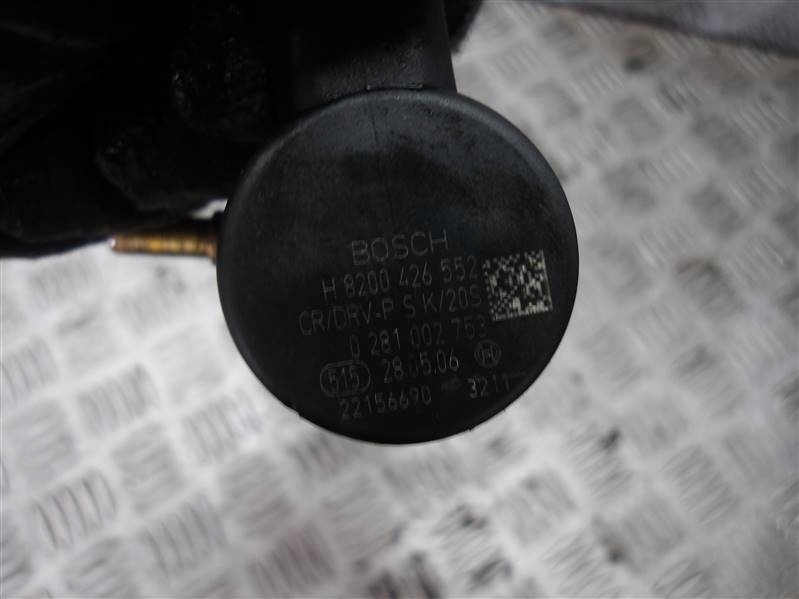 BOSCH
H 8200 426 552
CR/DRV-P S K/20S
0 281 002 753
515 28.05.06
22156690 3211